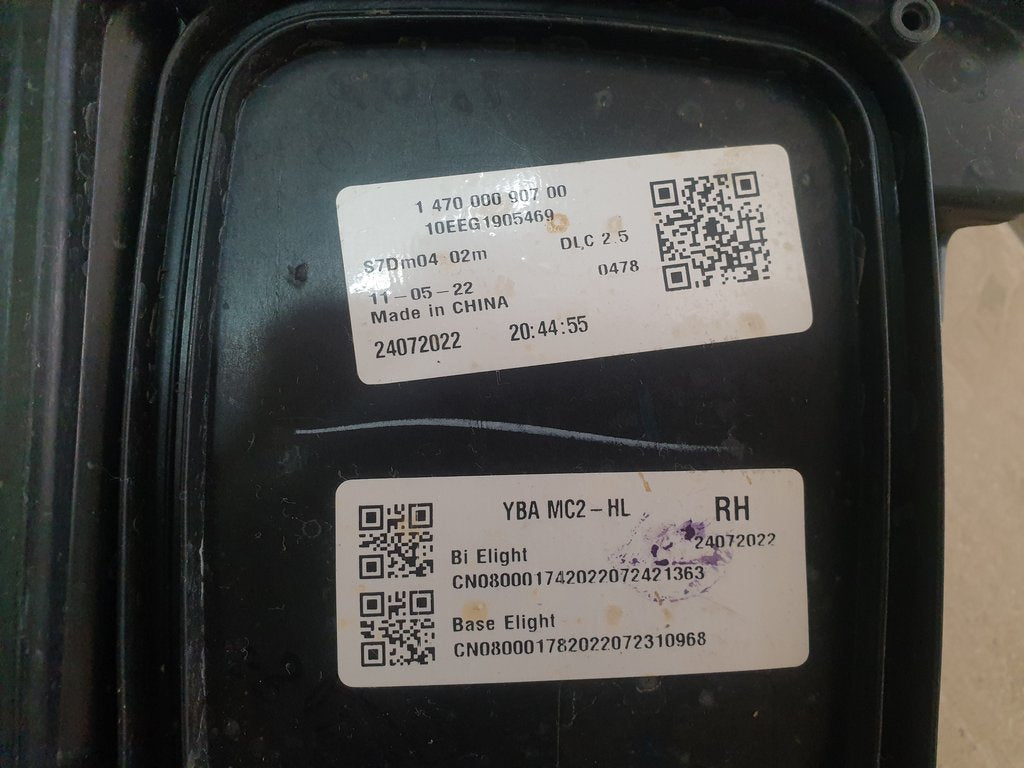 1 470 000 907 00
10EEG1905469
S7Dm04 02m DLC 2.5
0478
11-05-22
Made in CHINA
24072022 20:44:55
YBA MC2-HL RH
24072022
Bi Elight
CN080001742022072421363
Base Elight
CN080001782022072310968